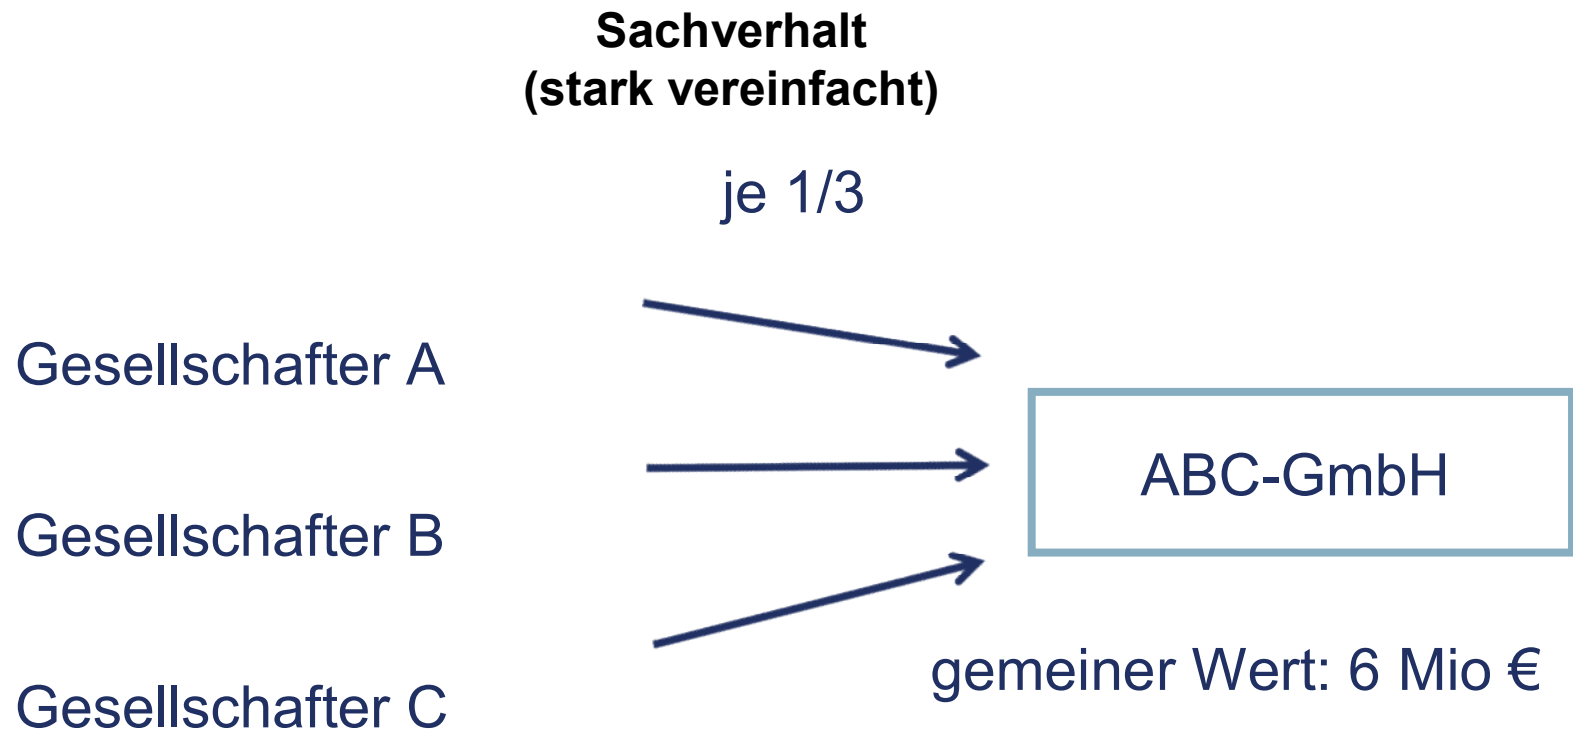 Sachverhalt
(stark vereinfacht)
je 1/3
Gesellschafter A
ABC-GmbH
Gesellschafter B
gemeiner Wert: 6 Mio €
Gesellschafter C